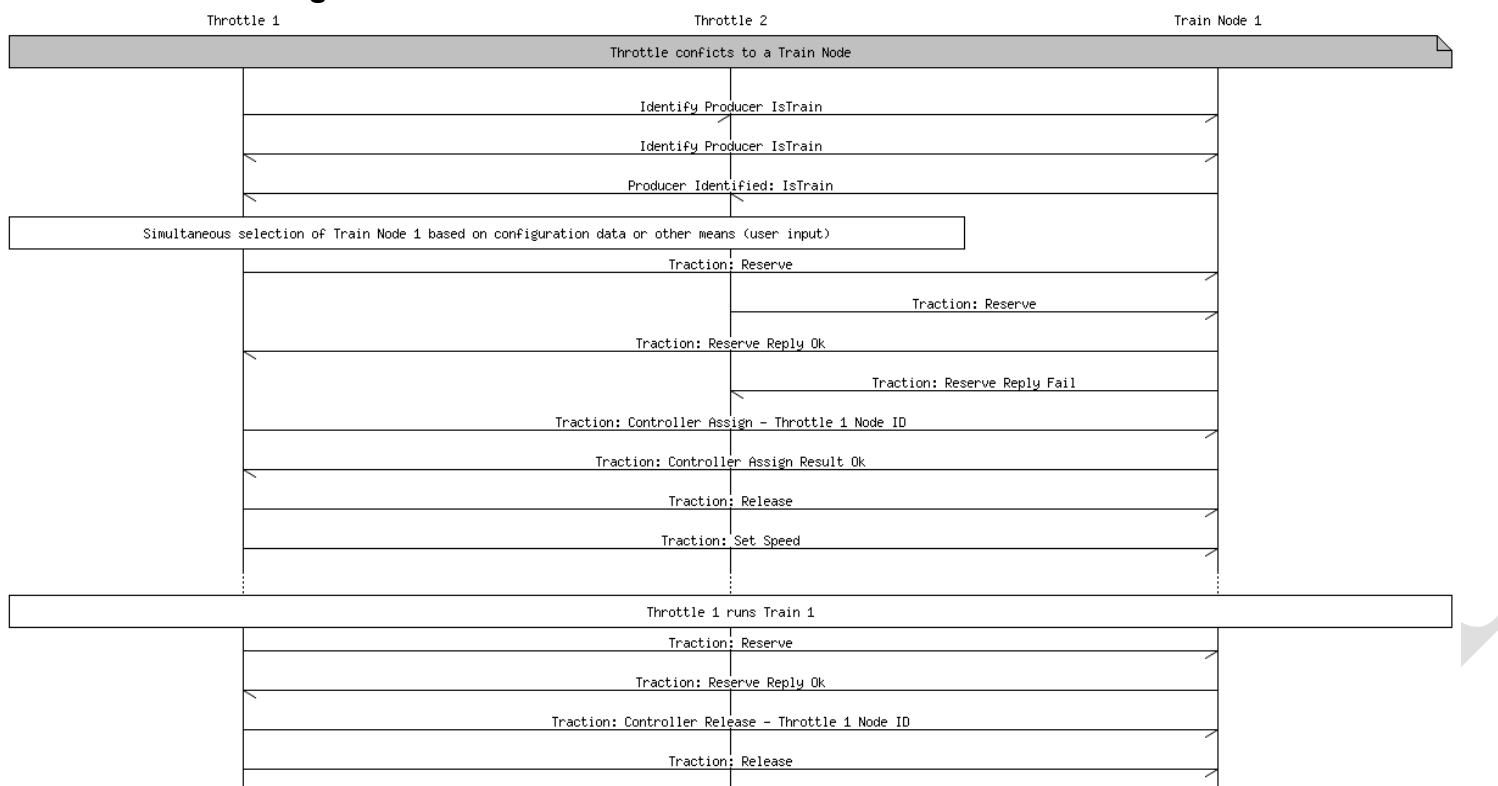 Throttle 1 Throttle 2 Train Node 1
Throttle conficts to a Train Node
Identify Producer IsTrain
Identify Producer IsTrain
Producer Identified: IsTrain
Simultaneous selection of Train Node 1 based on configuration data or other means (user input)
Traction: Reserve
Traction: Reserve
Traction: Reserve Reply Ok
Traction: Reserve Reply Fail
Traction: Controller Assign - Throttle 1 Node ID
Traction: Controller Assign Result Ok
Traction: Release
Traction: Set Speed
Throttle 1 runs Train 1
Traction: Reserve
Traction: Reserve Reply Ok
Traction: Controller Release - Throttle 1 Node ID
Traction: Release